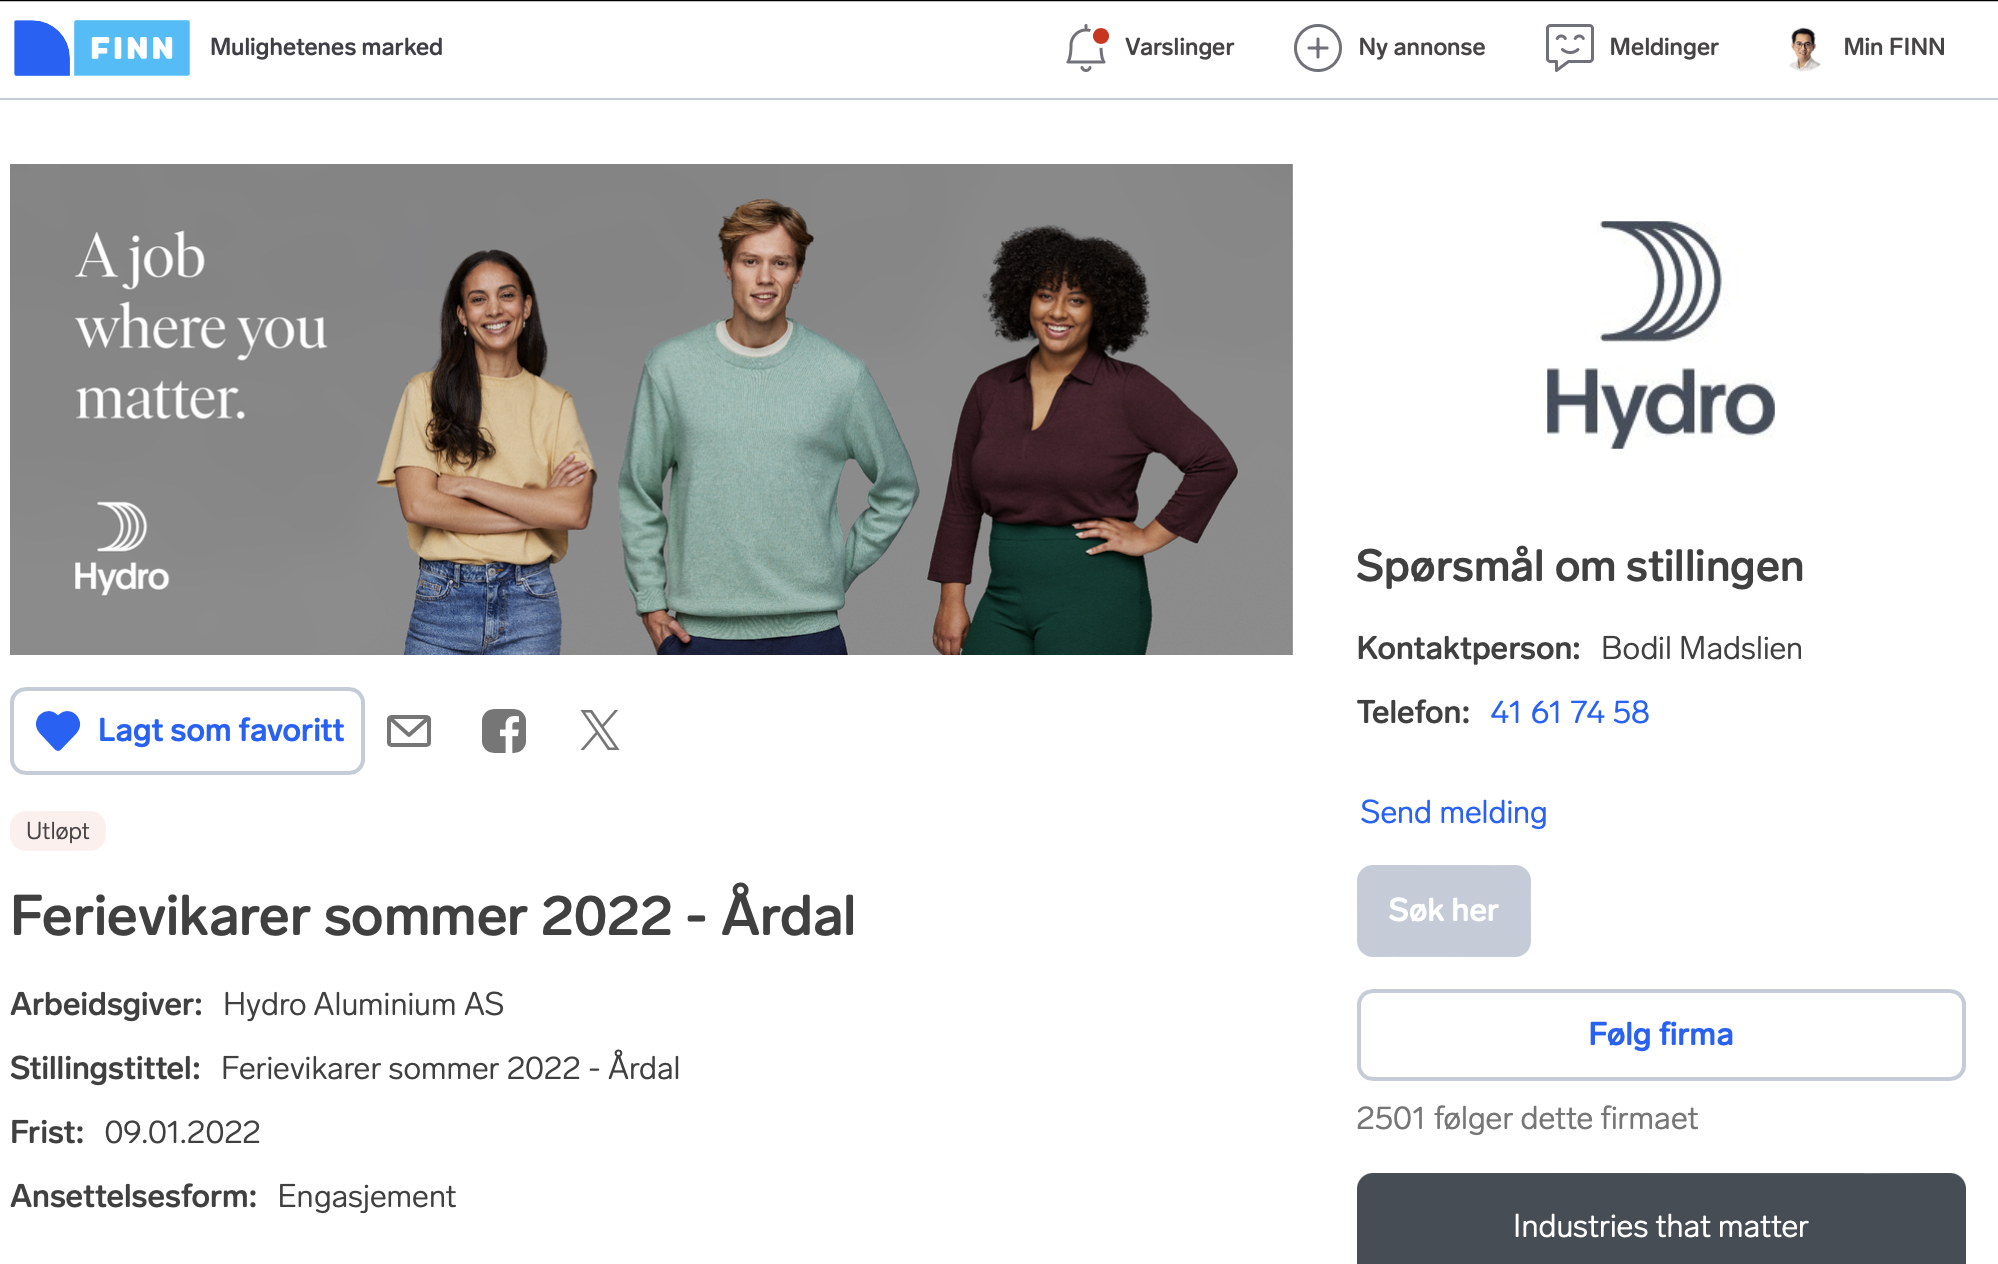 FINN
Mulighetenes marked
Varslinger
Ny annonse
Meldinger
Min FINN
A job
where you
matter.
Hydro
Hydro
Lagt som favoritt
Utløpt
Ferievikarer sommer 2022 - Årdal
Arbeidsgiver: Hydro Aluminium AS
Stillingstittel: Ferievikarer sommer 2022 - Årdal
Frist: 09.01.2022
Ansettelsesform: Engasjement
Spørsmål om stillingen
Kontaktperson: Bodil Madslien
Telefon: 41 61 74 58
Send melding
Søk her
Følg firma
2501 følger dette firmaet
Industries that matter